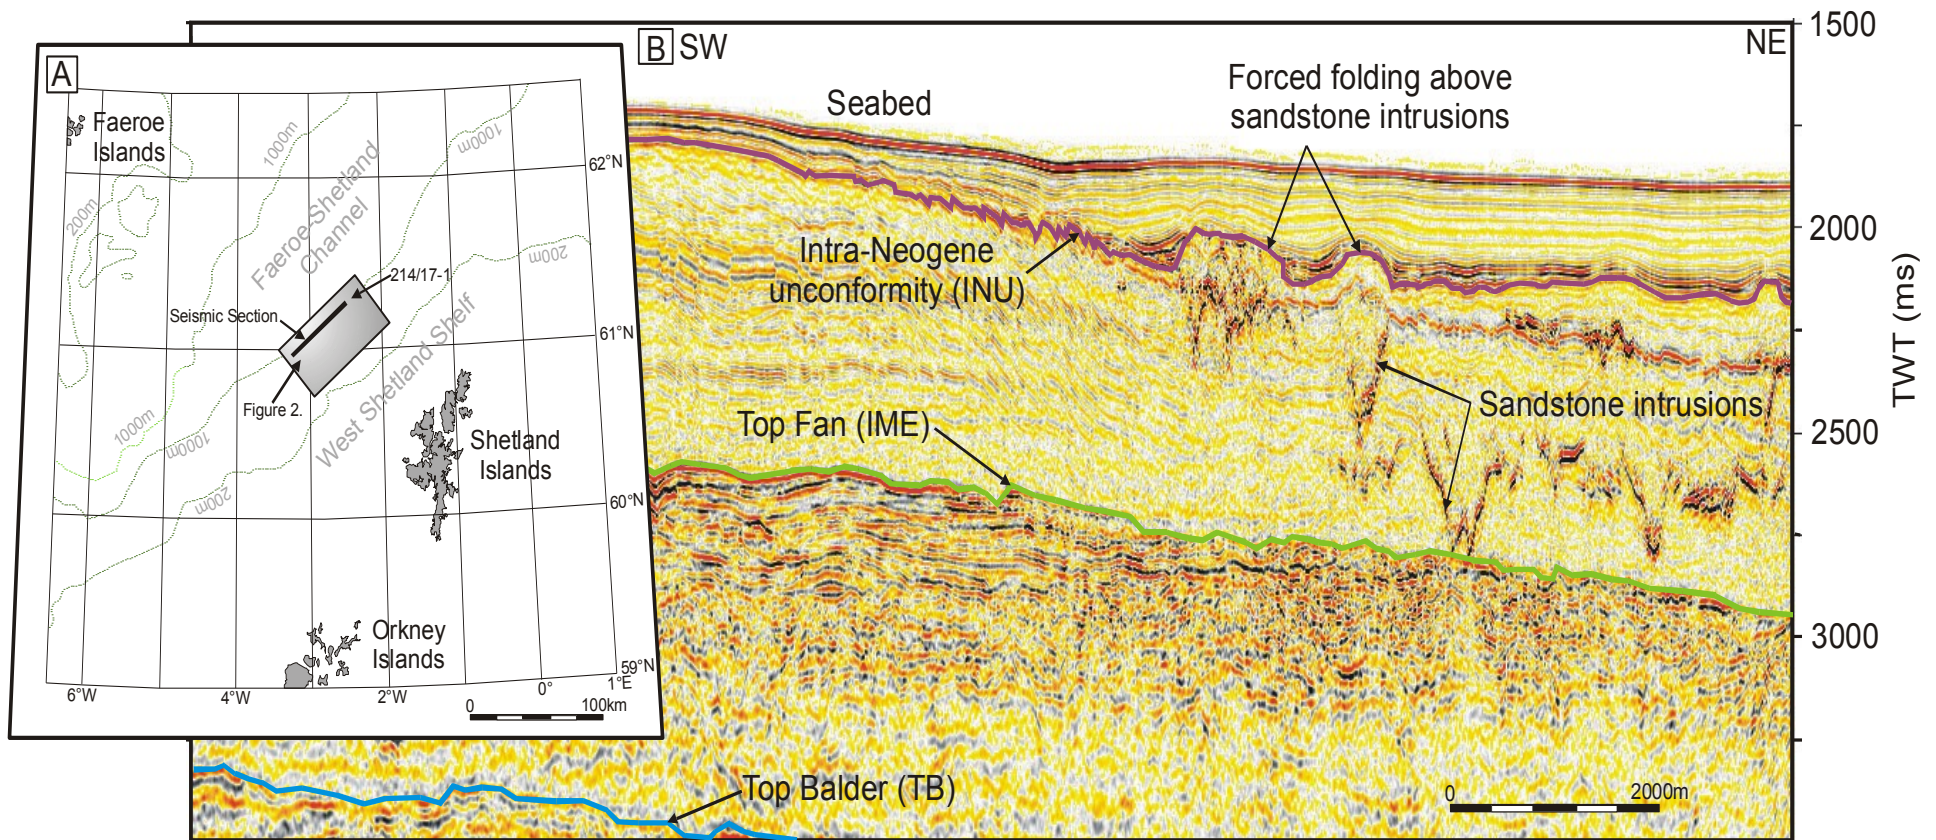 A
Faeroe
Islands
1000m
1000m
62°N
Faeroe-Shetland
Channel
200m
200m
214/17-1
Seismic Section
61°N
West Shetland Shelf
Figure 2.
1000m
1000m
Shetland
Islands
200m
60°N
Orkney
Islands
59°N
6°W
4°W
2°W
0°
1°E
0
100km
B SW
NE
Seabed
Forced folding above
sandstone intrusions
Intra-Neogene
unconformity (INU)
Top Fan (IME)
Sandstone intrusions
Top Balder (TB)
0
2000m
1500
2000
2500
3000
TWT (ms)